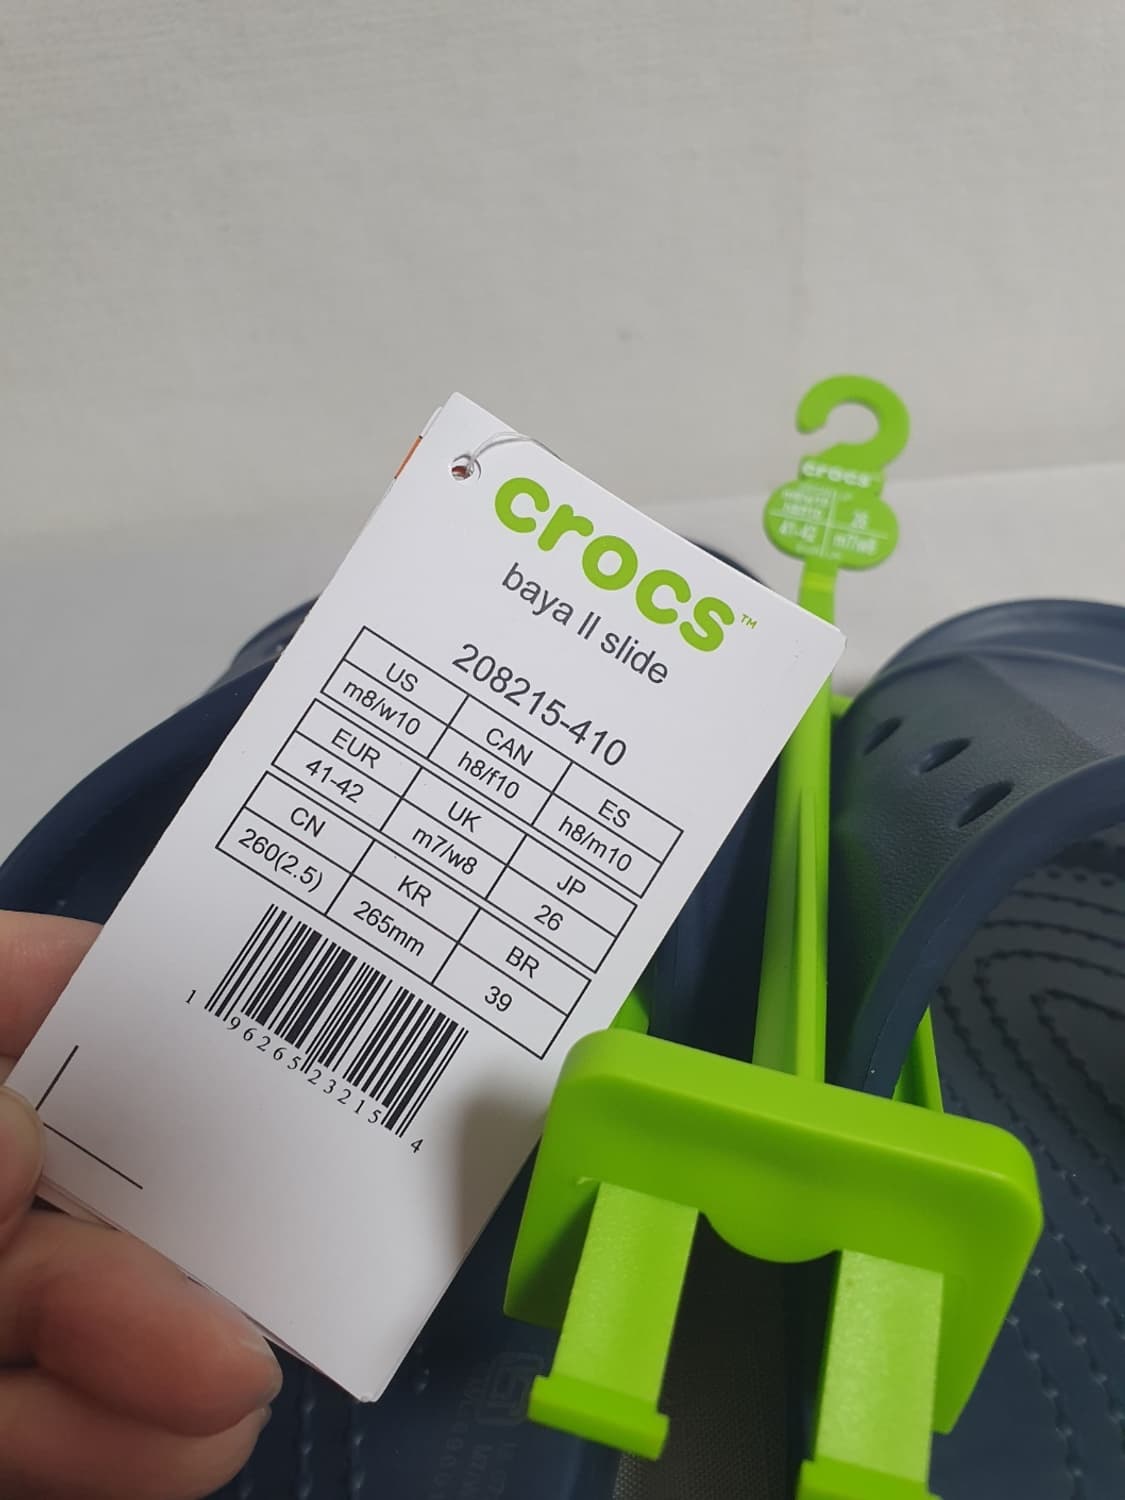 crocs™
baya II slide
208215-410
US CAN ES
m8/w10 h8/f10 h8/m10
EUR UK JP
41-42 m7/w8 26
CN KR BR
260(2.5) 265mm 39
1 96265 23215 4
crocs
26
41-42 m7/w8